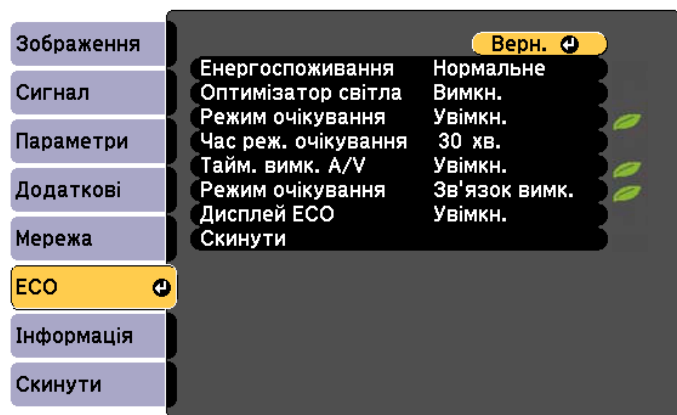 Зображення
Сигнал
Параметри
Додаткові
Мережа
ECO
Інформація
Скинути
Верн.
Енергоспоживання Нормальне
Оптимізатор світла Вимкн.
Режим очікування Увімкн.
Час реж. очікування 30 хв.
Тайм. вимк. A/V Увімкн.
Режим очікування Зв'язок вимк.
Дисплей ECO Увімкн.
Скинути